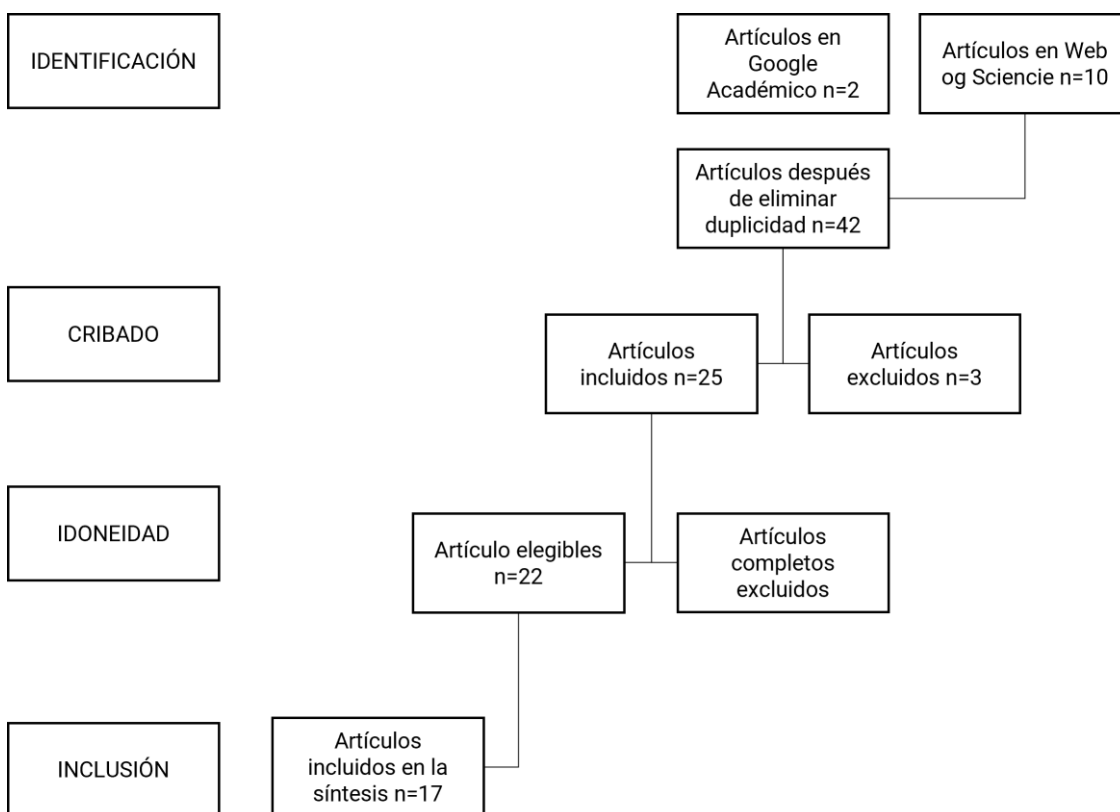 IDENTIFICACIÓN
Artículos en
Google
Académico n=2
Artículos en Web
og Sciencie n=10
Artículos después
de eliminar
duplicidad n=42
CRIBADO
Artículos
incluidos n=25
Artículos
excluidos n=3
IDONEIDAD
Artículo elegibles
n=22
Artículos
completos
excluidos
INCLUSIÓN
Artículos
incluidos en la
síntesis n=17